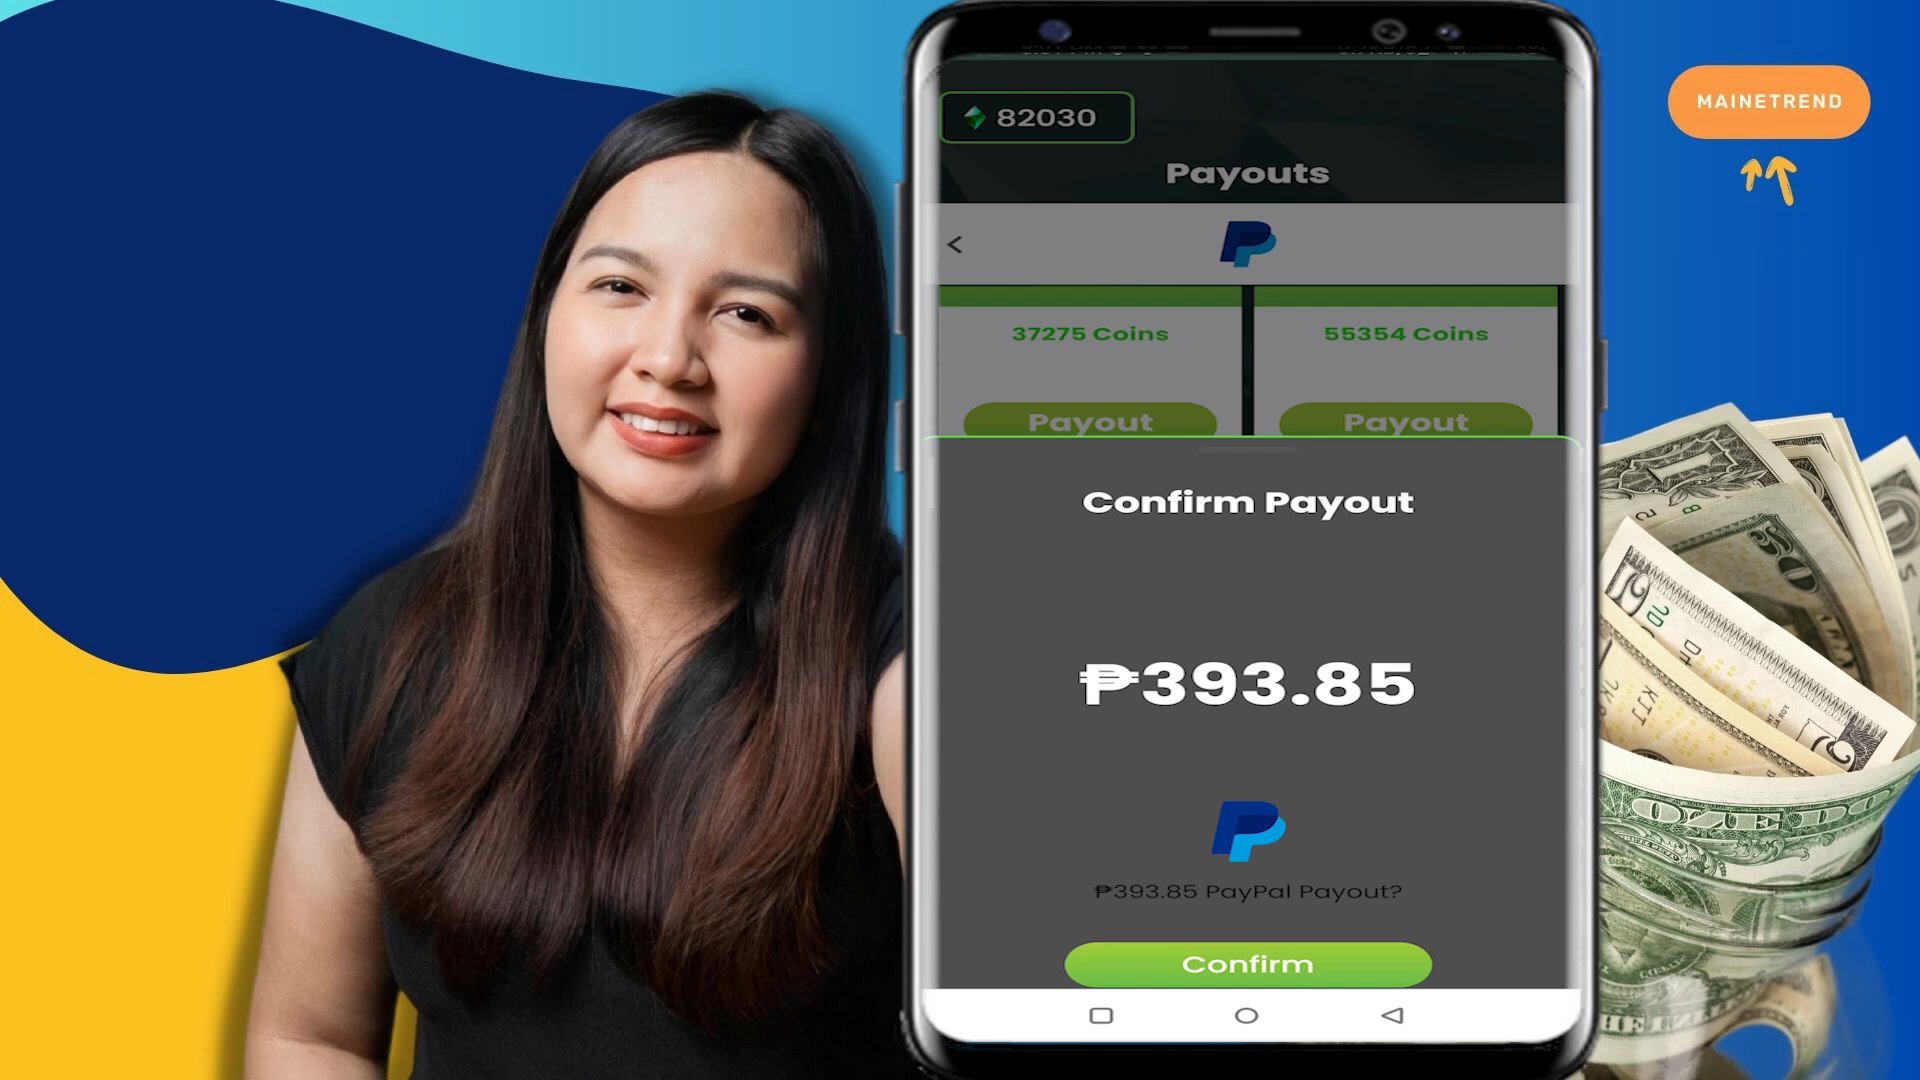 MAINETREND
82030
Payouts
<
37275 Coins
55354 Coins
Payout
Payout
Confirm Payout
₱393.85
₱393.85 PayPal Payout?
Confirm